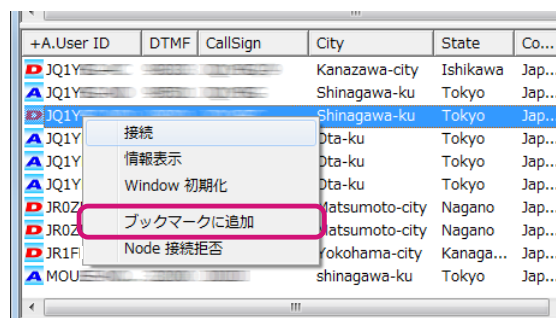 +A.User ID DTMF CallSign City State Co...
D JQ1Y Kanazawa-city Ishikawa Jap...
A JQ1Y Shinagawa-ku Tokyo Jap...
D JQ1Y Shinagawa-ku Tokyo Jap...
A JQ1Y Ota-ku Tokyo Jap...
A JQ1Y Ota-ku Tokyo Jap...
A JQ1Y Ota-ku Tokyo Jap...
D JR0Z Matsumoto-city Nagano Jap...
D JR0Z Matsumoto-city Nagano Jap...
D JR1F Yokohama-city Kanaga... Jap...
A MOU shinagawa-ku Tokyo Jap...
接続
情報表示
Window 初期化
ブックマークに追加
Node 接続拒否